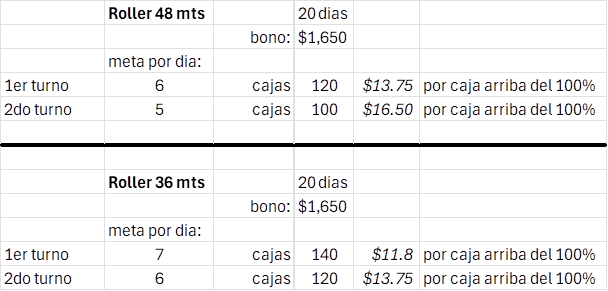 Roller 48 mts 20 dias
bono: $1,650
meta por dia:
1er turno 6 cajas 120 $13.75 por caja arriba del 100%
2do turno 5 cajas 100 $16.50 por caja arriba del 100%
Roller 36 mts 20 dias
bono: $1,650
meta por dia:
1er turno 7 cajas 140 $11.8 por caja arriba del 100%
2do turno 6 cajas 120 $13.75 por caja arriba del 100%